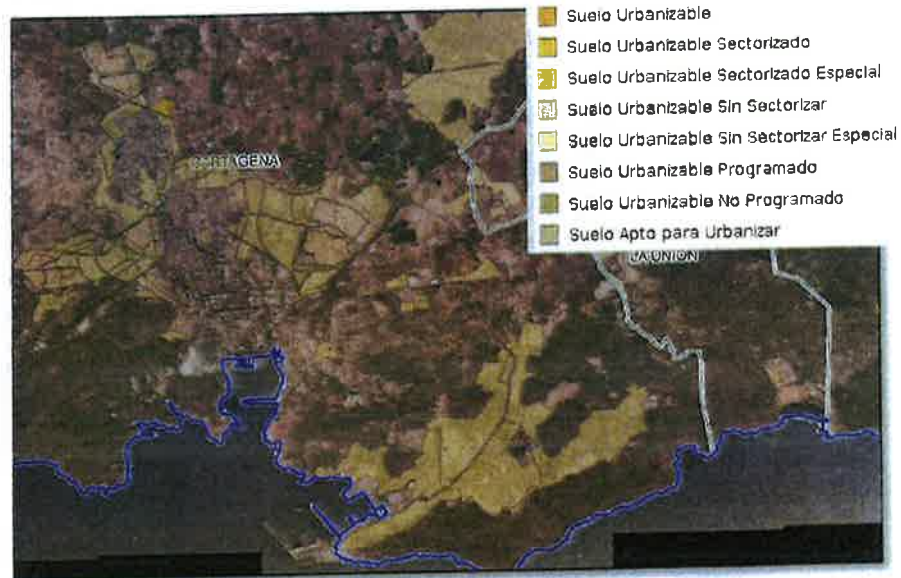 Suelo Urbanizable
Suelo Urbanizable Sectorizado
Suelo Urbanizable Sectorizado Especial
Suelo Urbanizable Sin Sectorizar
Suelo Urbanizable Sin Sectorizar Especial
Suelo Urbanizable Programado
Suelo Urbanizable No Programado
Suelo Apto para Urbanizar
CARTAGENA
LA UNION